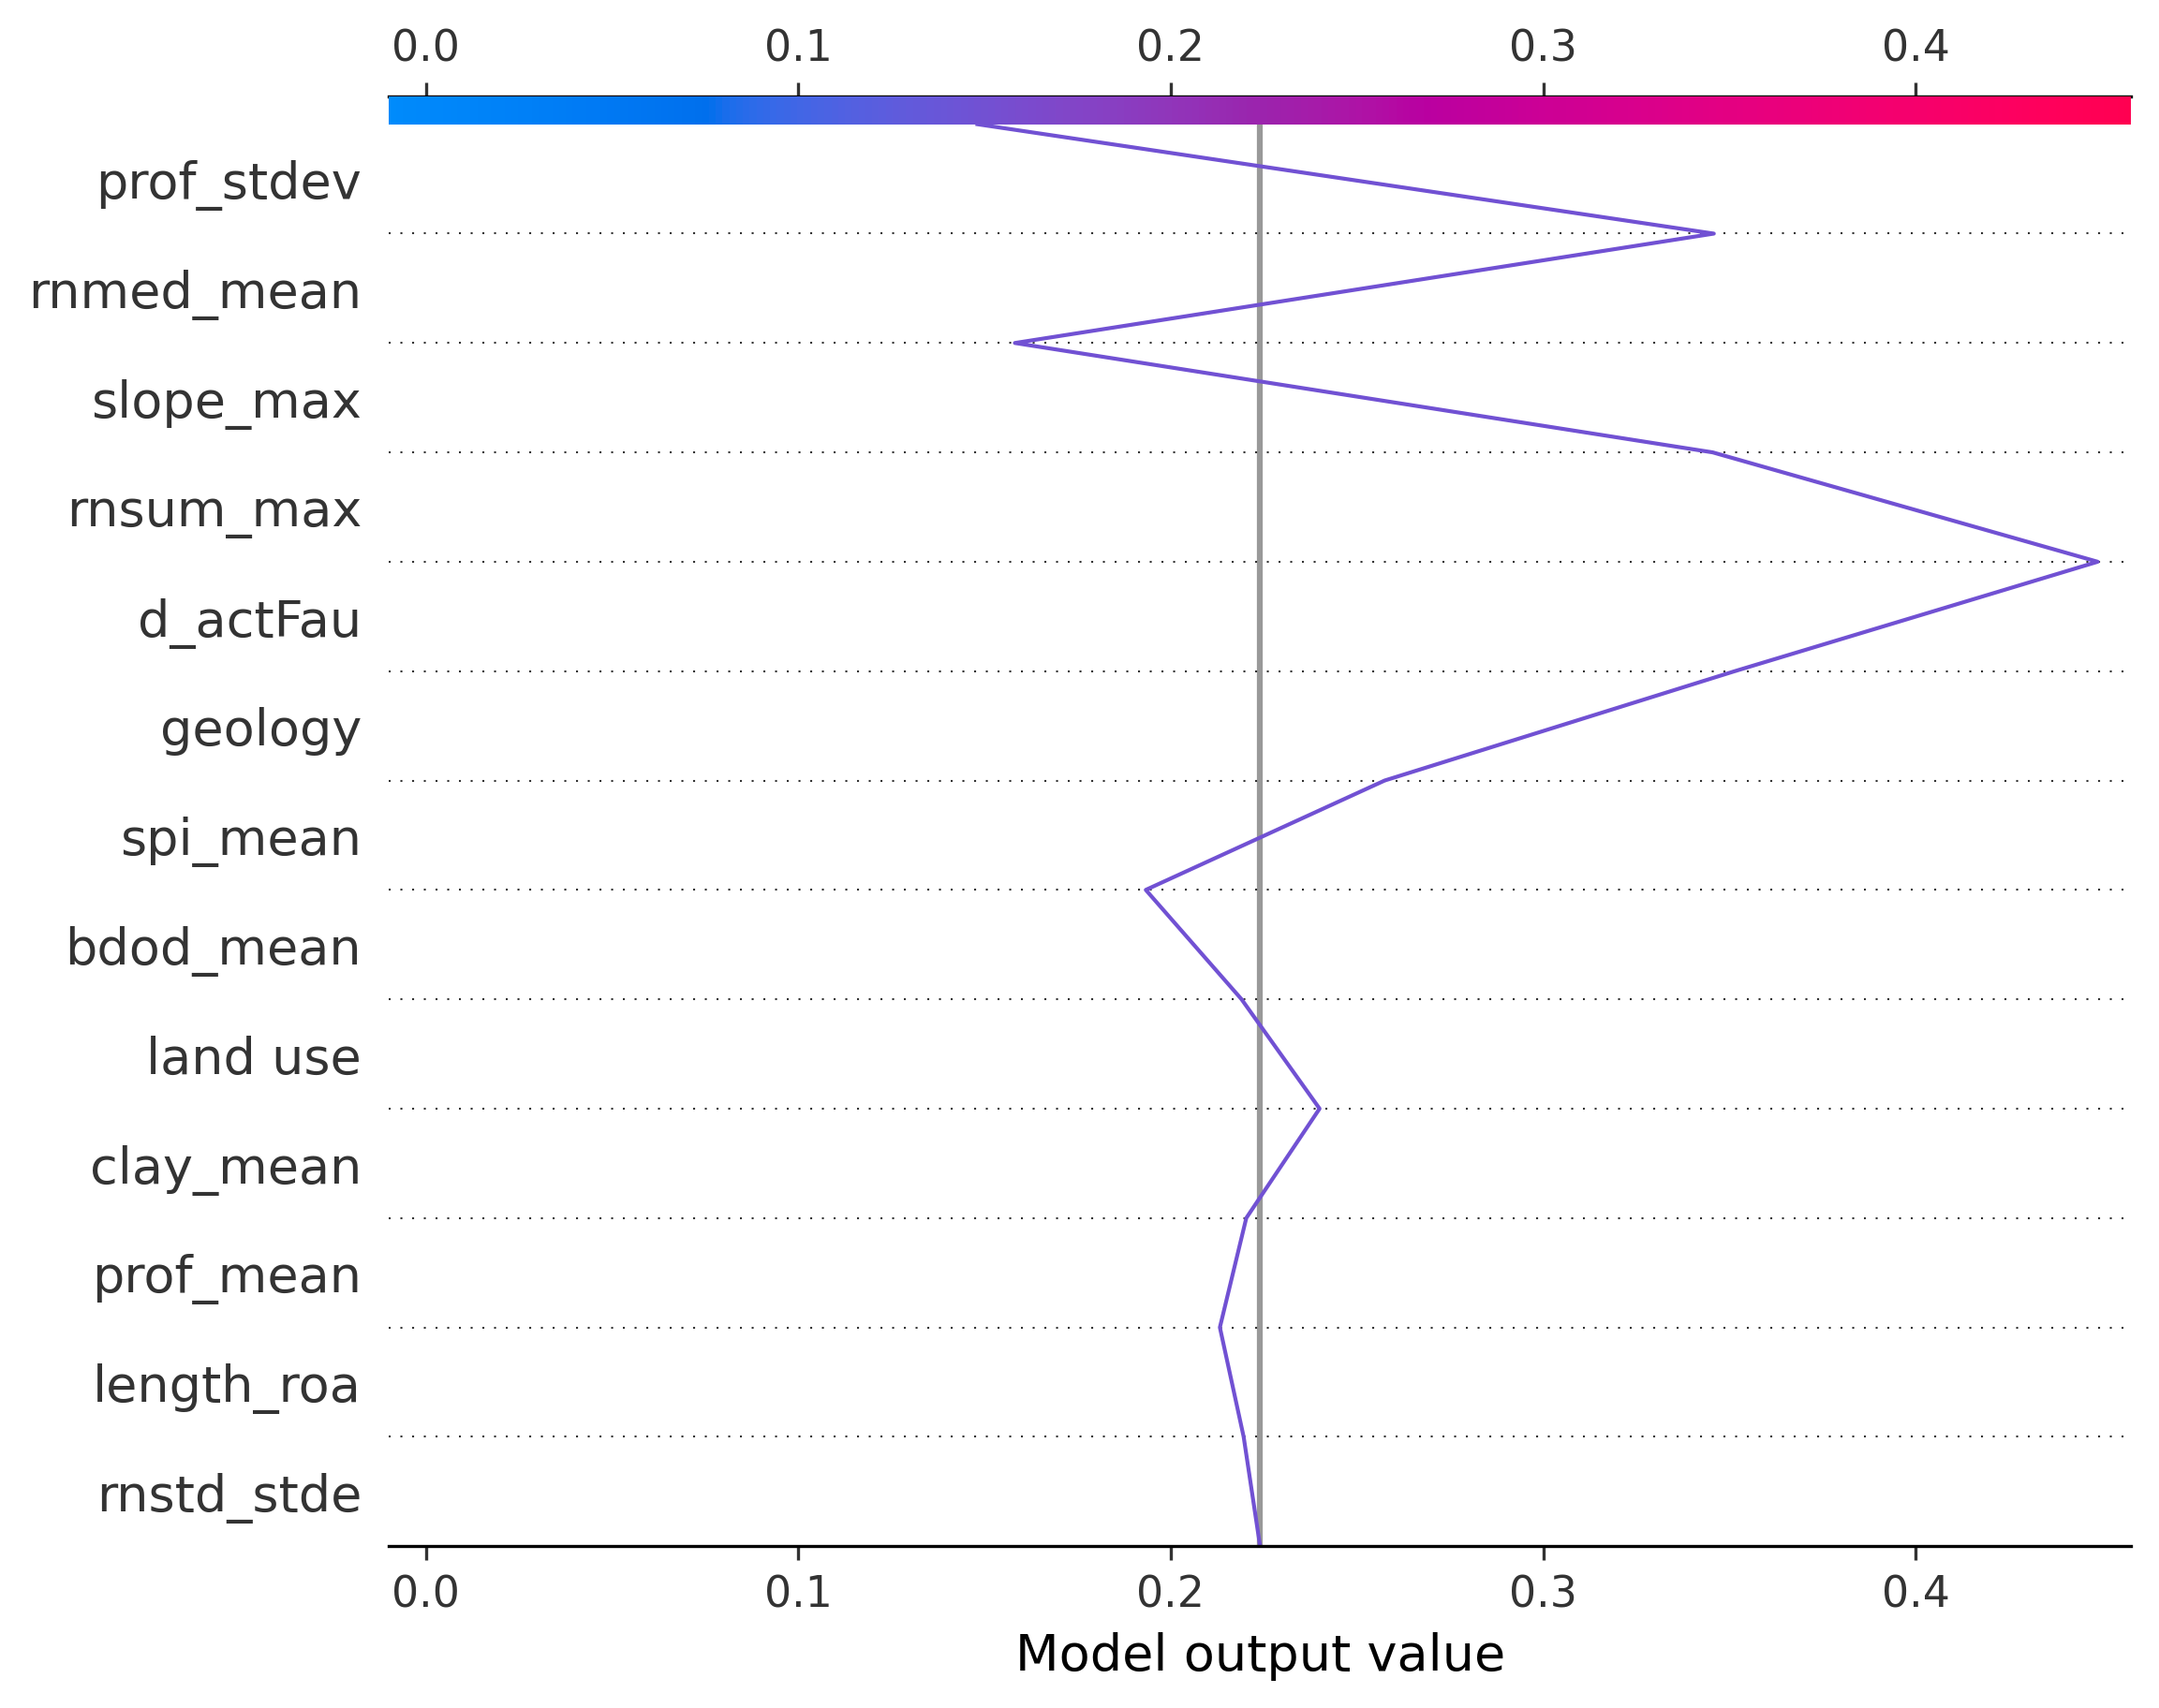 0.0 0.1 0.2 0.3 0.4
prof_stdev
rnmed_mean
slope_max
rnsum_max
d_actFau
geology
spi_mean
bdod_mean
land use
clay_mean
prof_mean
length_roa
rnstd_stde
0.0 0.1 0.2 0.3 0.4
Model output value